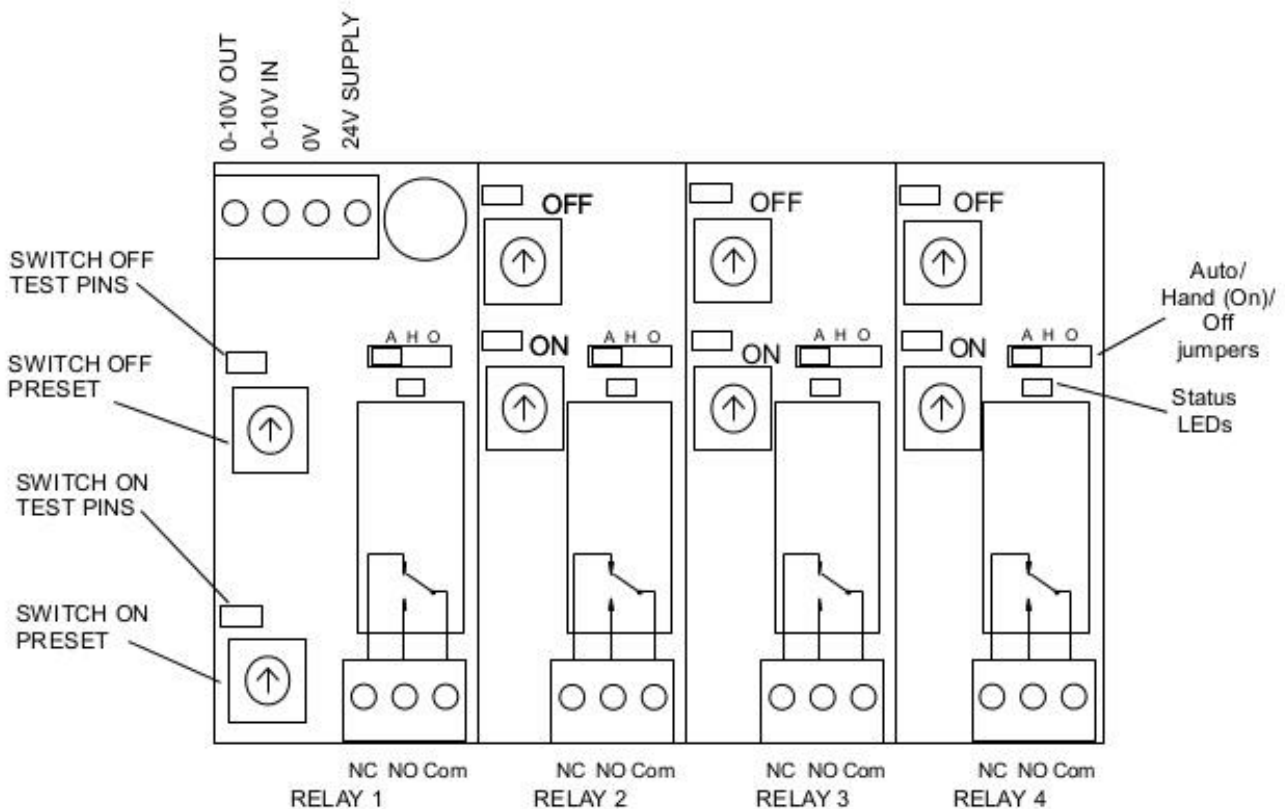 0-10V OUT
0-10V IN
0V
24V SUPPLY
OFF
OFF
OFF
SWITCH OFF
TEST PINS
Auto/
Hand (On)/
Off
jumpers
A H O
ON
A H O
ON
A H O
ON
A H O
SWITCH OFF
PRESET
Status
LEDs
SWITCH ON
TEST PINS
SWITCH ON
PRESET
NC NO Com
NC NO Com
NC NO Com
NC NO Com
RELAY 1
RELAY 2
RELAY 3
RELAY 4